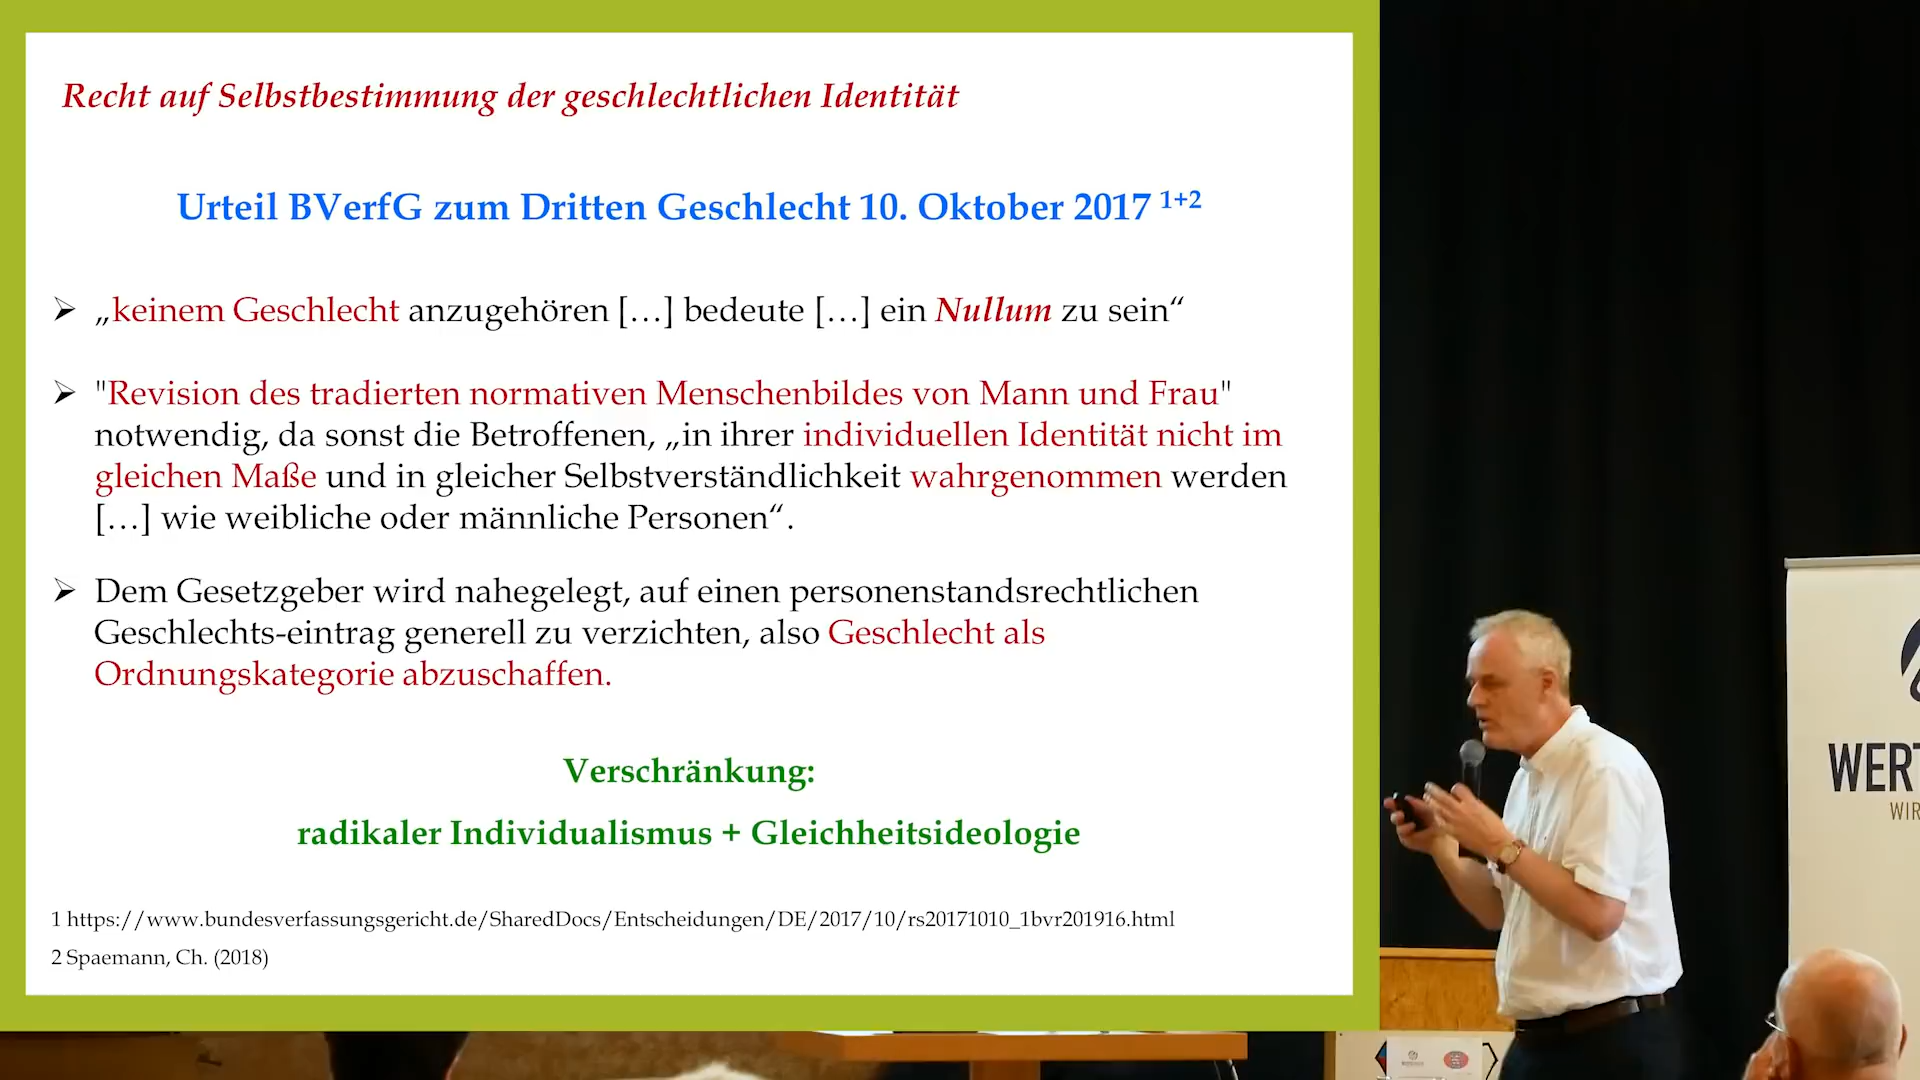 Recht auf Selbstbestimmung der geschlechtlichen Identität
Urteil BVerfG zum Dritten Geschlecht 10. Oktober 2017 1+2
➢ „keinem Geschlecht anzugehören […] bedeute […] ein Nullum zu sein“
➢ "Revision des tradierten normativen Menschenbildes von Mann und Frau"
notwendig, da sonst die Betroffenen, „in ihrer individuellen Identität nicht im
gleichen Maße und in gleicher Selbstverständlichkeit wahrgenommen werden
[…] wie weibliche oder männliche Personen“.
➢ Dem Gesetzgeber wird nahegelegt, auf einen personenstandsrechtlichen
Geschlechts-eintrag generell zu verzichten, also Geschlecht als
Ordnungskategorie abzuschaffen.
Verschränkung:
radikaler Individualismus + Gleichheitsideologie
1 https://www.bundesverfassungsgericht.de/SharedDocs/Entscheidungen/DE/2017/10/rs20171010_1bvr201916.html
2 Spaemann, Ch. (2018)
WERT
WIR